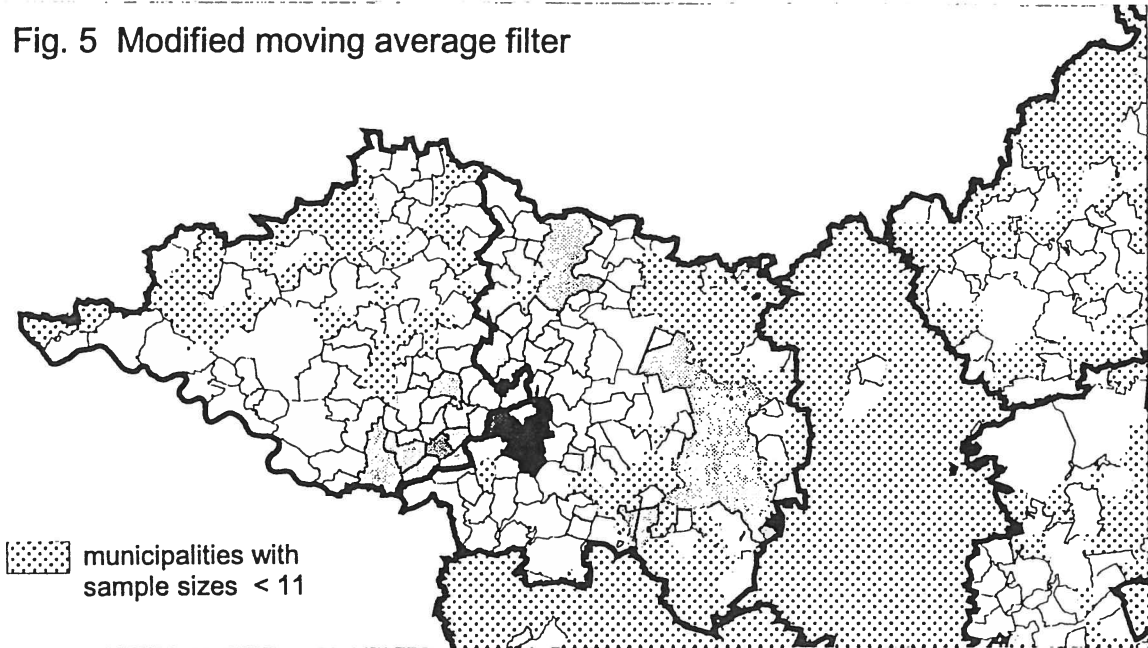 Fig. 5 Modified moving average filter
municipalities with
sample sizes < 11